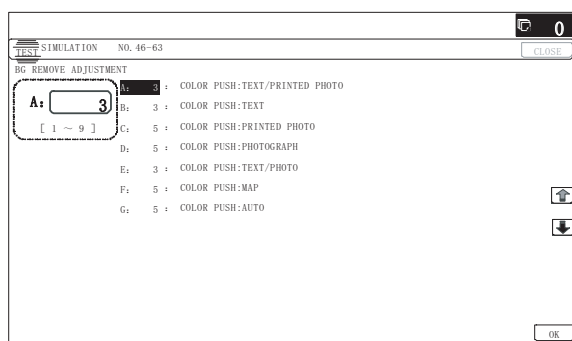 0
TEST SIMULATION NO. 46-63
CLOSE
BG REMOVE ADJUSTMENT
A: 3
[ 1 ~ 9 ]
A: 3 : COLOR PUSH:TEXT/PRINTED PHOTO
B: 3 : COLOR PUSH:TEXT
C: 5 : COLOR PUSH:PRINTED PHOTO
D: 5 : COLOR PUSH:PHOTOGRAPH
E: 3 : COLOR PUSH:TEXT/PHOTO
F: 5 : COLOR PUSH:MAP
G: 5 : COLOR PUSH:AUTO
OK